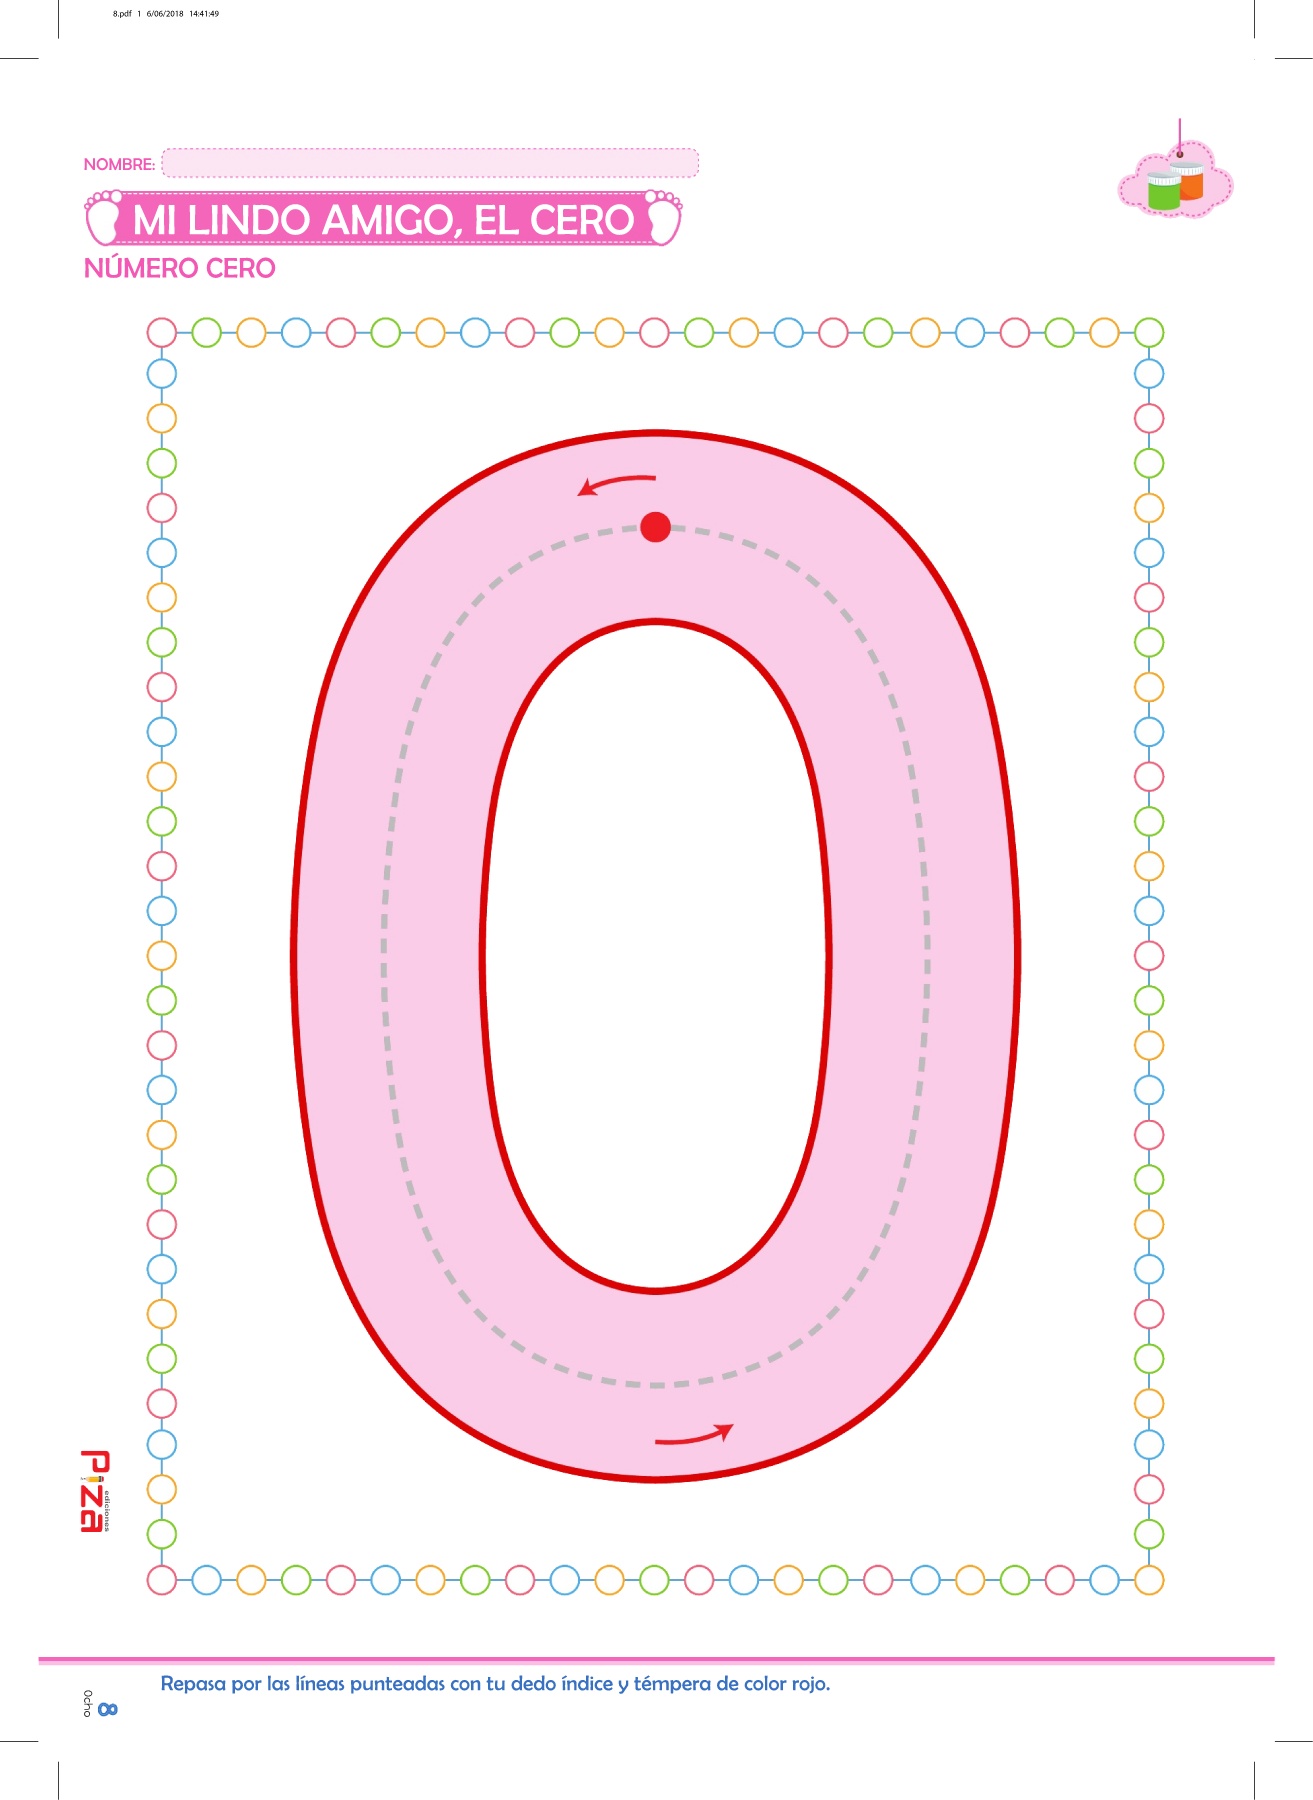 8.pdf 1 6/06/2018 14:41:49
NOMBRE:
MI LINDO AMIGO, EL CERO
NÚMERO CERO
0
Piza
ediciones
Repasa por las líneas punteadas con tu dedo índice y témpera de color rojo.
Ocho
8